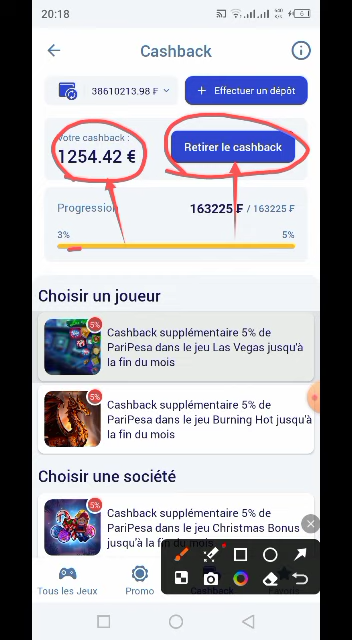 20:18
Cashback
38610213.98 ₣
+ Effectuer un dépôt
Votre cashback :
1254.42 €
Retirer le cashback
Progression
163225 ₣ / 163225 ₣
3%
5%
Choisir un joueur
5%
Cashback supplémentaire 5% de
PariPesa dans le jeu Las Vegas jusqu'à
la fin du mois
5%
Cashback supplémentaire 5% de
PariPesa dans le jeu Burning Hot jusqu'à
la fin du mois
Choisir une société
5%
Cashback supplémentaire 5% de
PariPesa dans le jeu Christmas Bonus
jusqu'à la fin du mois
Tous les Jeux
Promo
Cashback